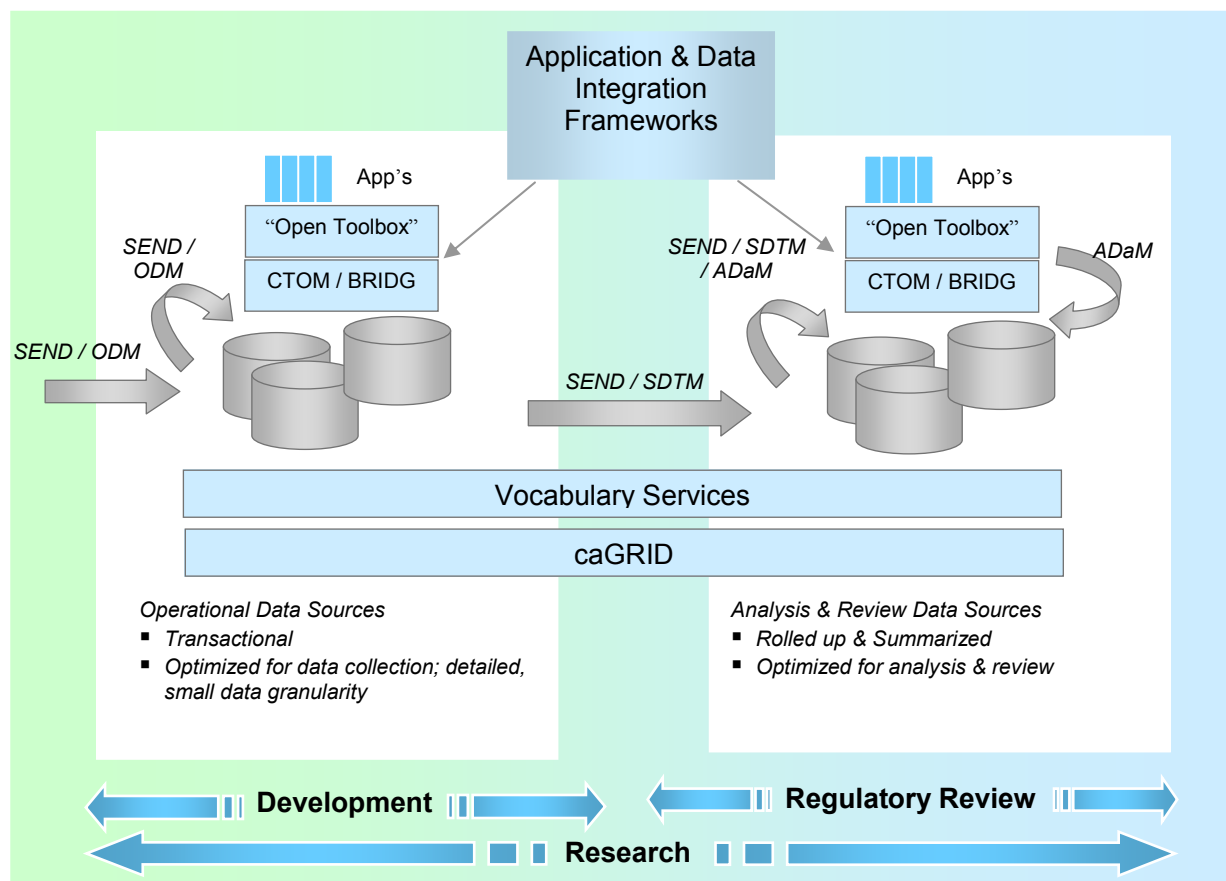 Application & Data
Integration
Frameworks
App's
"Open Toolbox"
CTOM / BRIDG
SEND /
ODM
SEND / ODM
App's
"Open Toolbox"
CTOM / BRIDG
SEND / SDTM
/ ADaM
ADaM
SEND / SDTM
Vocabulary Services
caGRID
Operational Data Sources
▪ Transactional
▪ Optimized for data collection; detailed,
small data granularity
Analysis & Review Data Sources
▪ Rolled up & Summarized
▪ Optimized for analysis & review
Development
Regulatory Review
Research